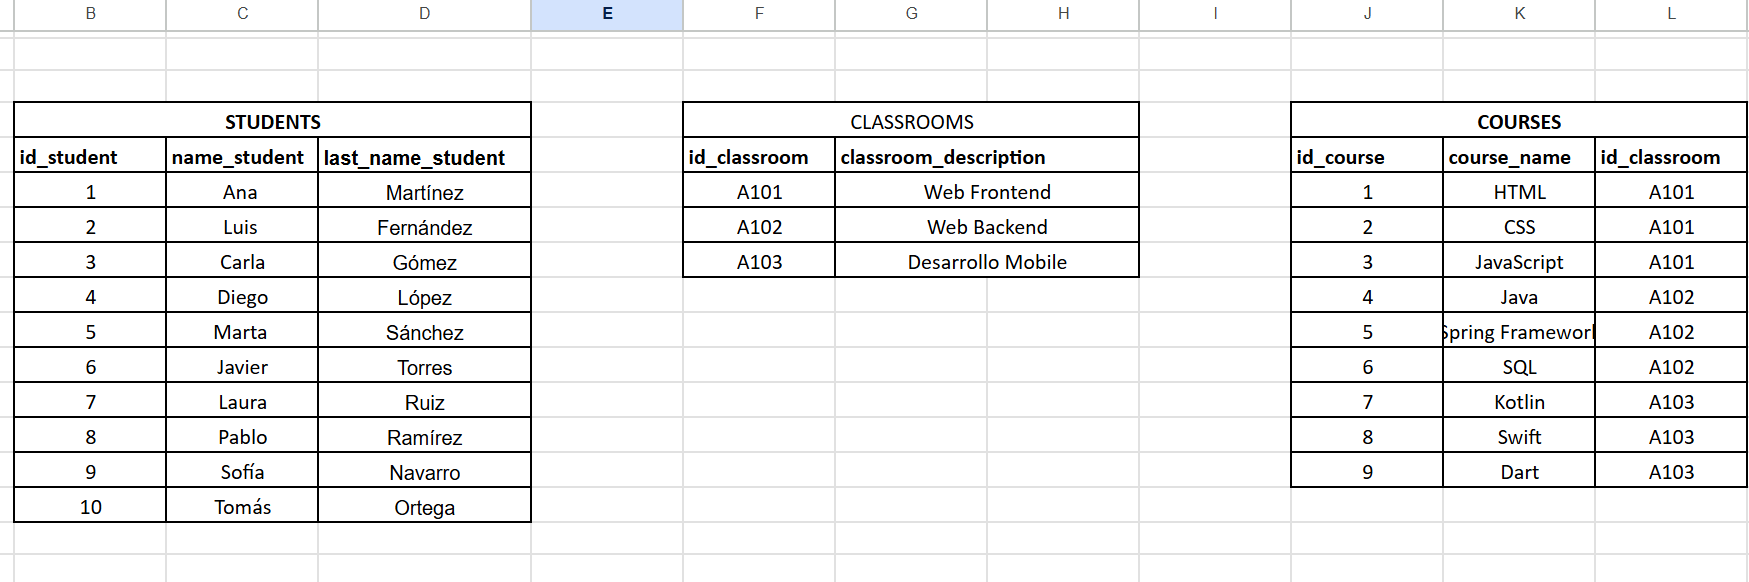 B C D E F G H I J K L
STUDENTS CLASSROOMS COURSES
id_student name_student last_name_student id_classroom classroom_description id_course course_name id_classroom
1 Ana Martínez A101 Web Frontend 1 HTML A101
2 Luis Fernández A102 Web Backend 2 CSS A101
3 Carla Gómez A103 Desarrollo Mobile 3 JavaScript A101
4 Diego López 4 Java A102
5 Marta Sánchez 5 Spring Framework A102
6 Javier Torres 6 SQL A102
7 Laura Ruiz 7 Kotlin A103
8 Pablo Ramírez 8 Swift A103
9 Sofía Navarro 9 Dart A103
10 Tomás Ortega